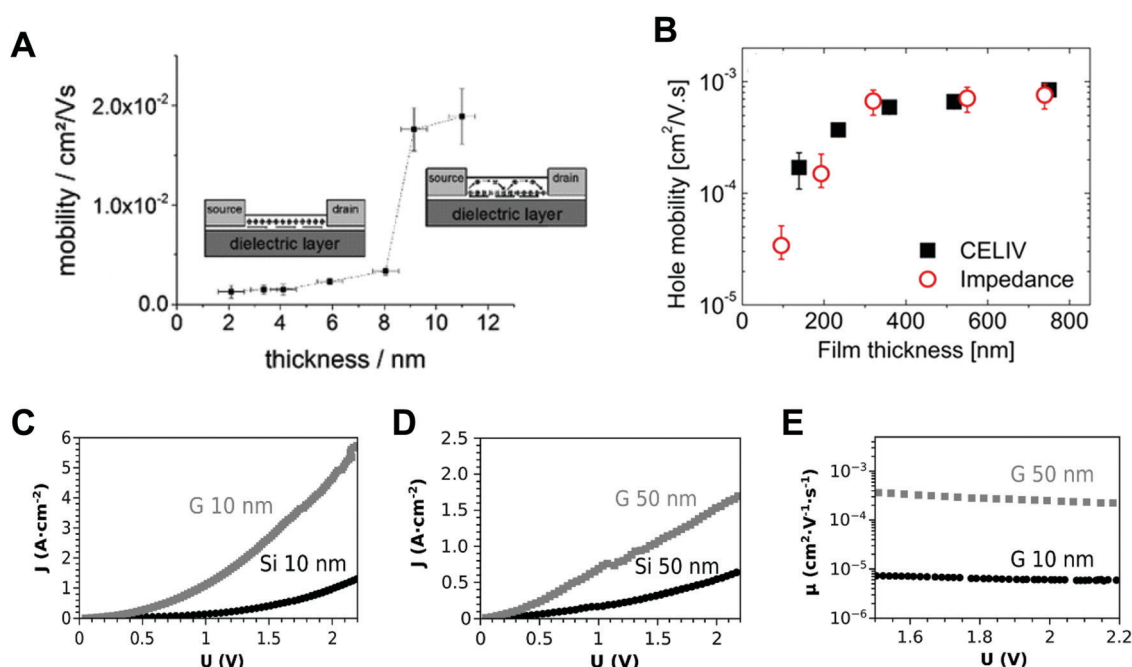 A
mobility / cm²/Vs
2.0x10⁻²
1.0x10⁻²
0.0
source
drain
dielectric layer
source
drain
dielectric layer
0 2 4 6 8 10 12
thickness / nm
B
Hole mobility [cm²/V.s]
10⁻³
10⁻⁴
10⁻⁵
CELIV
Impedance
0 200 400 600 800
Film thickness [nm]
C
J (A·cm⁻²)
6
5
4
3
2
1
0
G 10 nm
Si 10 nm
0 0.5 1 1.5 2
U (V)
D
J (A·cm⁻²)
2.5
2.0
1.5
1.0
0.5
0
G 50 nm
Si 50 nm
0 0.5 1 1.5 2
U (V)
E
μ (cm²·V⁻¹·s⁻¹)
10⁻³
10⁻⁴
10⁻⁵
10⁻⁶
G 50 nm
G 10 nm
1.6 1.8 2 2.2
U (V)